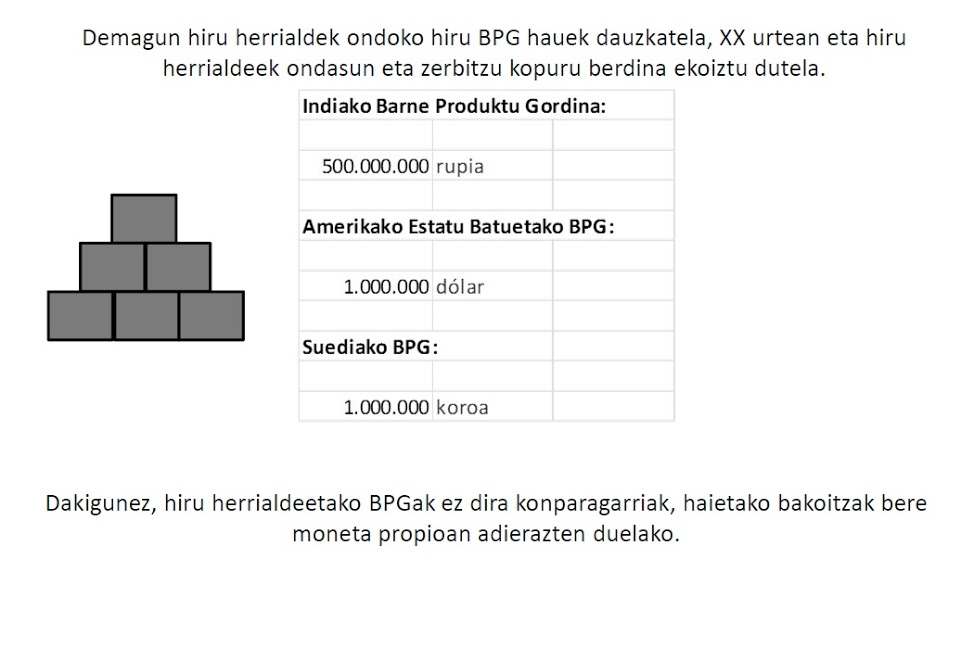 Demagun hiru herrialdek ondoko hiru BPG hauek dauzkatela, XX urtean eta hiru
herrialdeek ondasun eta zerbitzu kopuru berdina ekoiztu dutela.
Indiako Barne Produktu Gordina:
500.000.000 rupia
Amerikako Estatu Batuetako BPG:
1.000.000 dólar
Suediako BPG:
1.000.000 koroa
Dakigunez, hiru herrialdeetako BPGak ez dira konparagarriak, haietako bakoitzak bere
moneta propioan adierazten duelako.